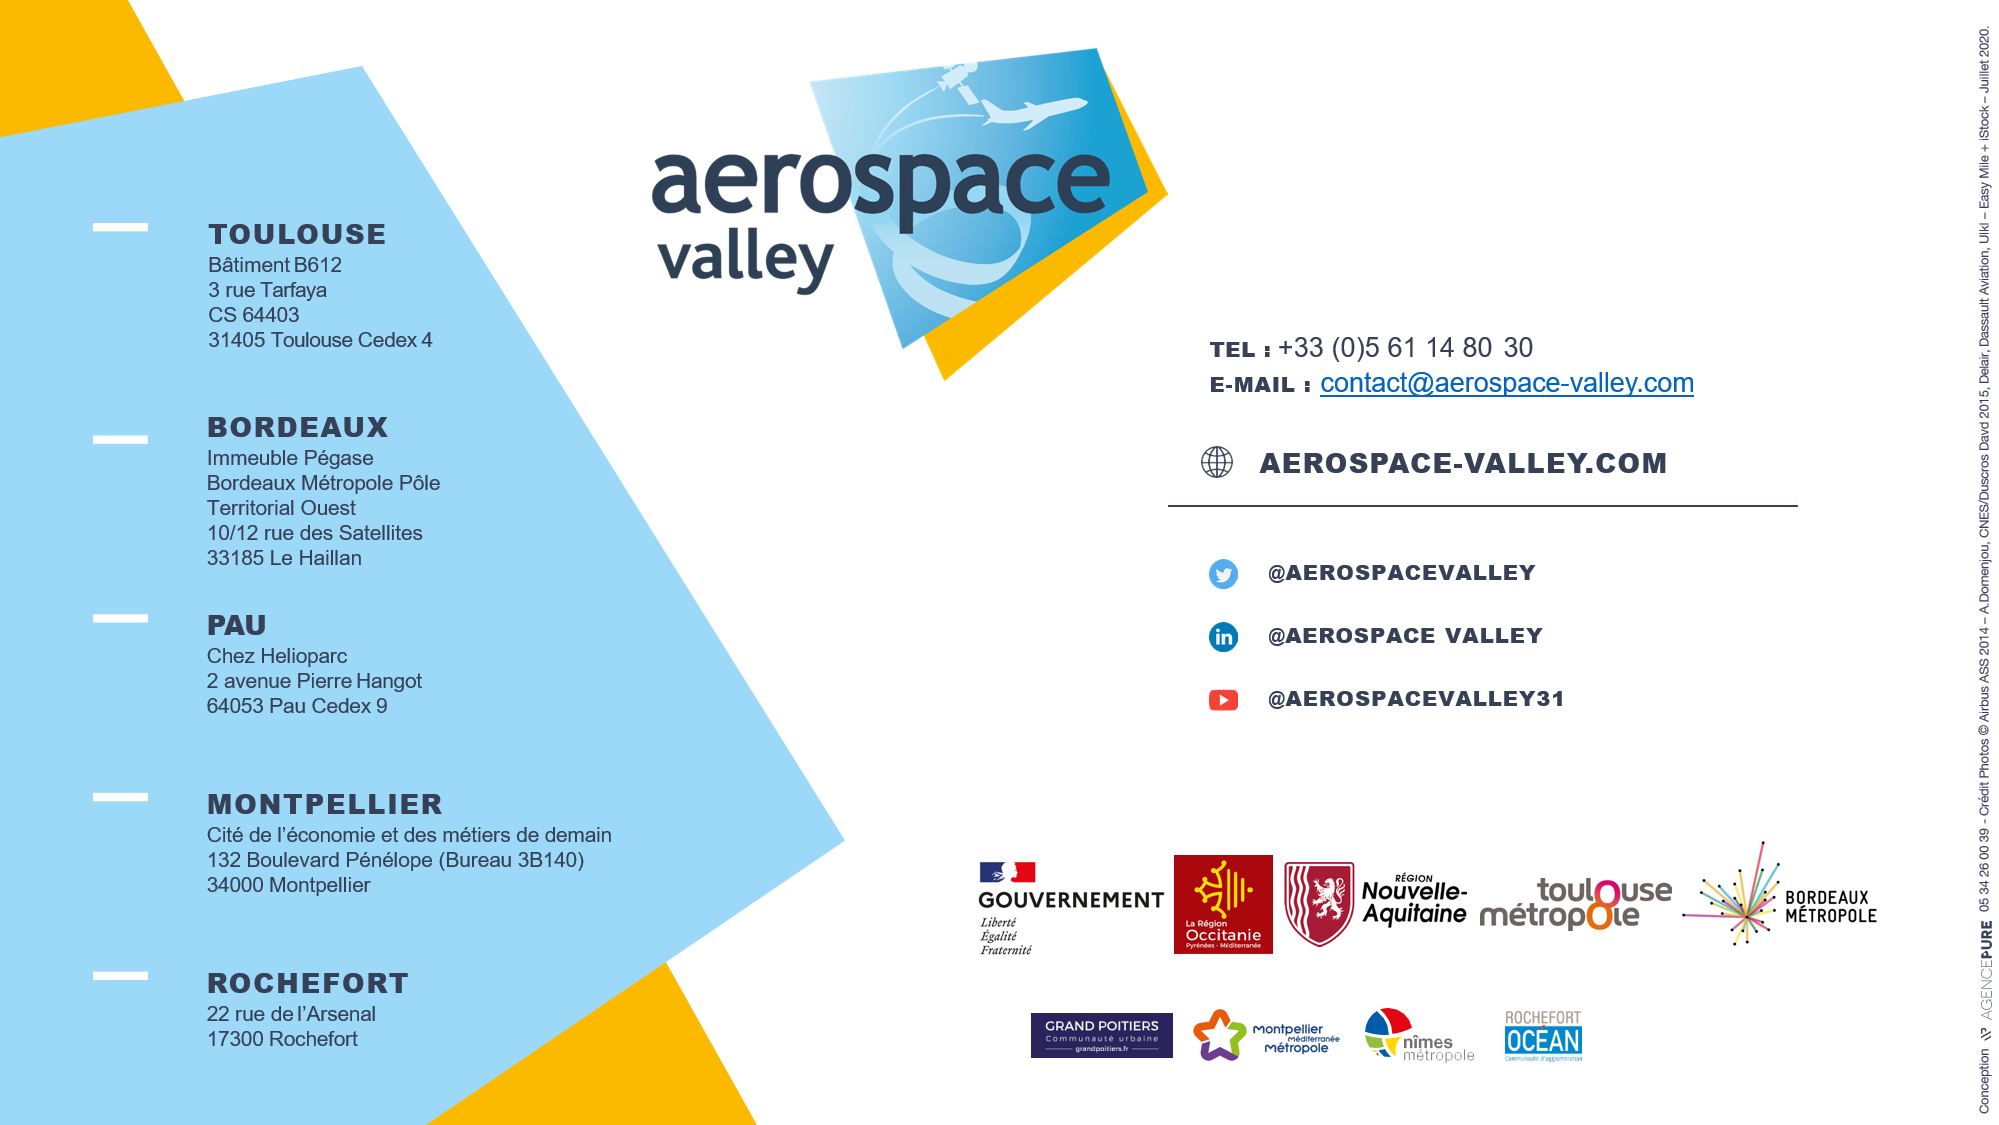 aerospace
valley
TOULOUSE
Bâtiment B612
3 rue Tarfaya
CS 64403
31405 Toulouse Cedex 4
BORDEAUX
Immeuble Pégase
Bordeaux Métropole Pôle
Territorial Ouest
10/12 rue des Satellites
33185 Le Haillan
PAU
Chez Helioparc
2 avenue Pierre Hangot
64053 Pau Cedex 9
MONTPELLIER
Cité de l’économie et des métiers de demain
132 Boulevard Pénélope (Bureau 3B140)
34000 Montpellier
ROCHEFORT
22 rue de l’Arsenal
17300 Rochefort
TEL : +33 (0)5 61 14 80 30
E-MAIL : contact@aerospace-valley.com
AEROSPACE-VALLEY.COM
@AEROSPACEVALLEY
in
@AEROSPACE VALLEY
@AEROSPACEVALLEY31
GOUVERNEMENT
Liberté
Égalité
Fraternité
La Région
Occitanie
Pyrénées - Méditerranée
RÉGION
Nouvelle-
Aquitaine
toulouse
métropole
BORDEAUX
MÉTROPOLE
GRAND POITIERS
Communauté urbaine
grandpoitiers.fr
Montpellier
Méditerranée
Métropole
nîmes
métropole
ROCHEFORT
OCÉAN
Communauté d'agglomération
Conception AGENCEPURE 05 34 26 00 39 - Crédit Photos © Airbus ASS 2014 – A.Domenjou, CNES/Duscros Davd 2015, Delair, Dassault Aviation, Ulkl – Easy Mile + iStock – Juillet 2020.